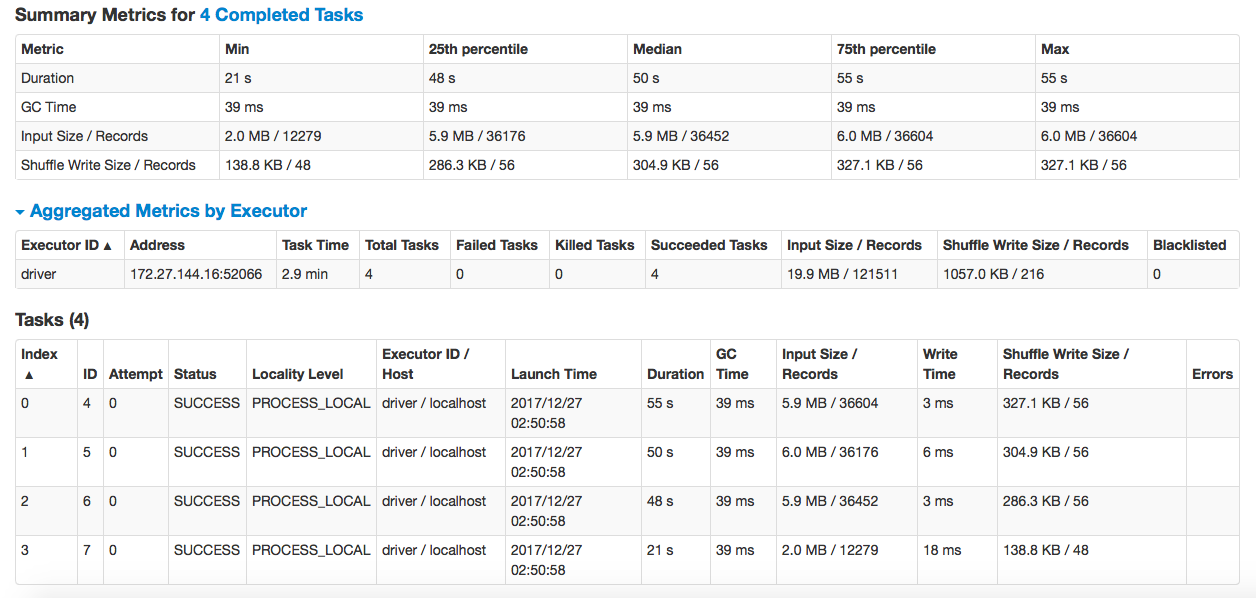 Summary Metrics for 4 Completed Tasks
Metric Min 25th percentile Median 75th percentile Max
Duration 21 s 48 s 50 s 55 s 55 s
GC Time 39 ms 39 ms 39 ms 39 ms 39 ms
Input Size / Records 2.0 MB / 12279 5.9 MB / 36176 5.9 MB / 36452 6.0 MB / 36604 6.0 MB / 36604
Shuffle Write Size / Records 138.8 KB / 48 286.3 KB / 56 304.9 KB / 56 327.1 KB / 56 327.1 KB / 56
Aggregated Metrics by Executor
Executor ID ▲ Address Task Time Total Tasks Failed Tasks Killed Tasks Succeeded Tasks Input Size / Records Shuffle Write Size / Records Blacklisted
driver 172.27.144.16:52066 2.9 min 4 0 0 4 19.9 MB / 121511 1057.0 KB / 216 0
Tasks (4)
Index Executor ID / GC Input Size / Write Shuffle Write Size /
▲ ID Attempt Status Locality Level Host Launch Time Duration Time Records Time Records Errors
0 4 0 SUCCESS PROCESS_LOCAL driver / localhost 2017/12/27 55 s 39 ms 5.9 MB / 36604 3 ms 327.1 KB / 56
02:50:58
1 5 0 SUCCESS PROCESS_LOCAL driver / localhost 2017/12/27 50 s 39 ms 6.0 MB / 36176 6 ms 304.9 KB / 56
02:50:58
2 6 0 SUCCESS PROCESS_LOCAL driver / localhost 2017/12/27 48 s 39 ms 5.9 MB / 36452 3 ms 286.3 KB / 56
02:50:58
3 7 0 SUCCESS PROCESS_LOCAL driver / localhost 2017/12/27 21 s 39 ms 2.0 MB / 12279 18 ms 138.8 KB / 48
02:50:58